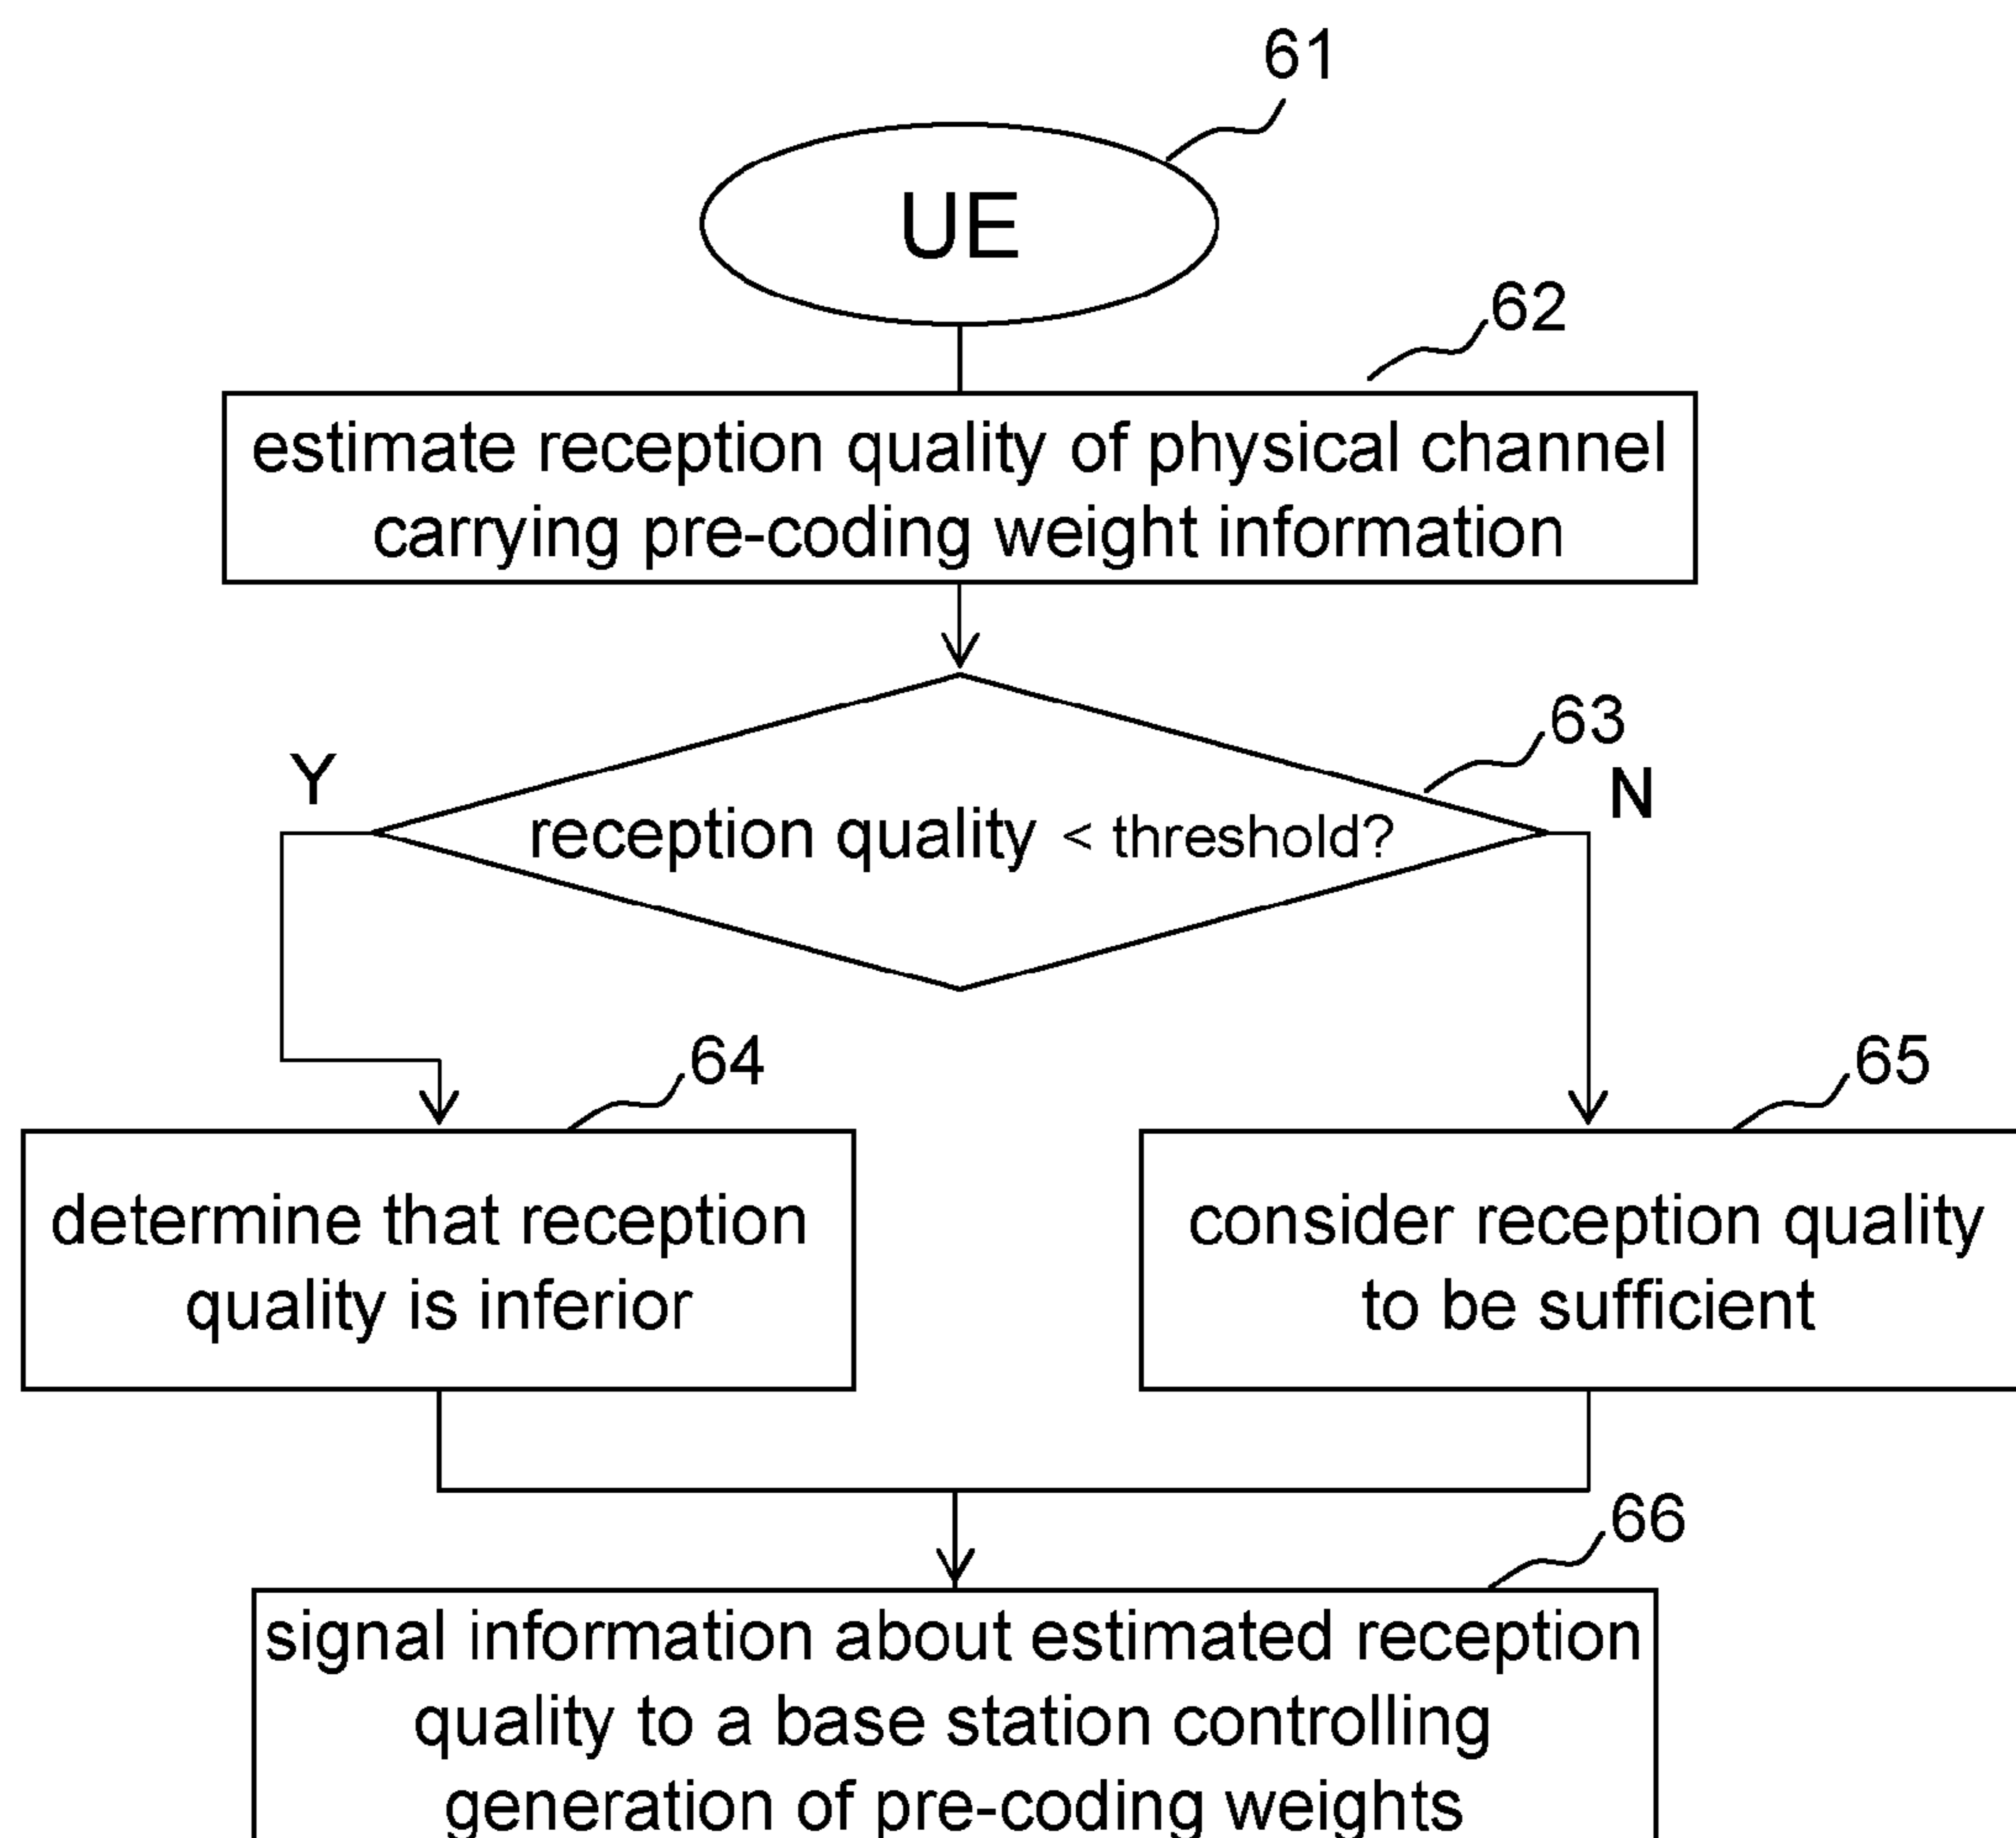 61
UE
62
estimate reception quality of physical channel
carrying pre-coding weight information
63
Y
N
reception quality < threshold?
64
65
determine that reception
quality is inferior
consider reception quality
to be sufficient
66
signal information about estimated reception
quality to a base station controlling
generation of pre-coding weights